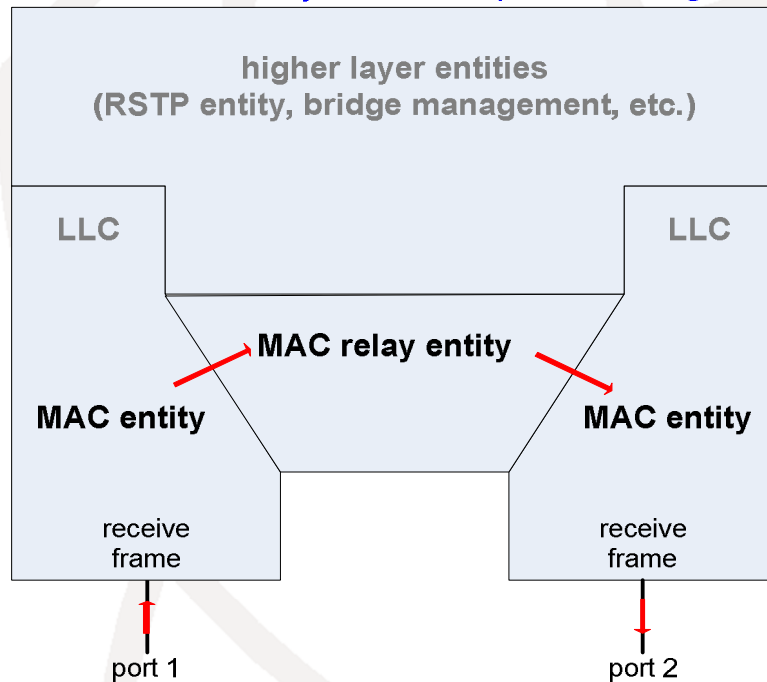 higher layer entities
(RSTP entity, bridge management, etc.)
LLC
LLC
MAC relay entity
MAC entity
MAC entity
receive
frame
receive
frame
port 1
port 2